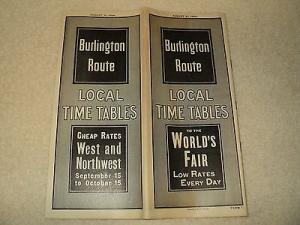 Burlington
Route
LOCAL
TIME TABLES
CHEAP RATES
West and
Northwest
September 15
to October 15
Burlington
Route
LOCAL
TIME TABLES
TO THE
WORLD'S
FAIR
LOW RATES
EVERY DAY